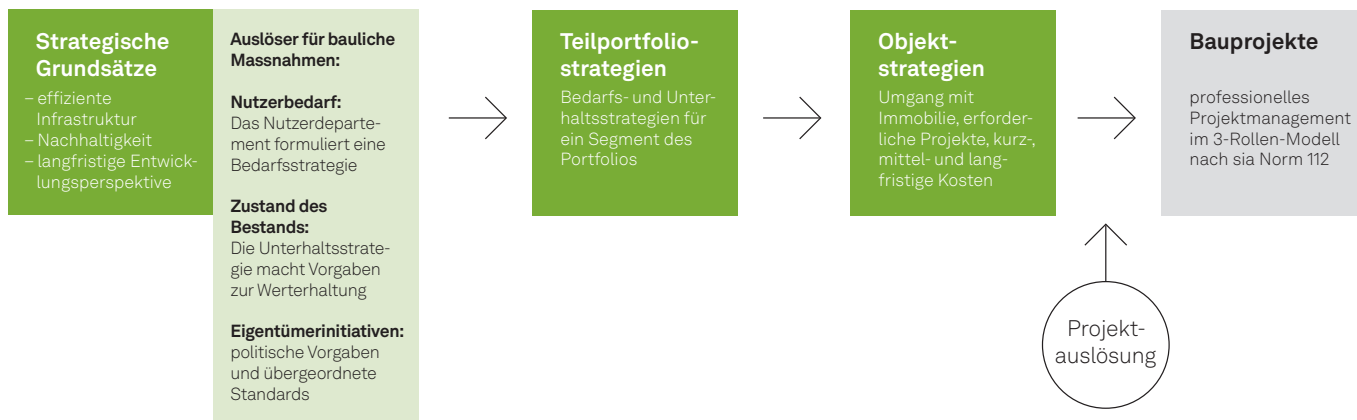 Strategische
Grundsätze
– effiziente
Infrastruktur
– Nachhaltigkeit
– langfristige Entwick-
lungsperspektive
Auslöser für bauliche
Massnahmen:
Nutzerbedarf:
Das Nutzerdeparte-
ment formuliert eine
Bedarfsstrategie
Zustand des
Bestands:
Die Unterhaltsstrate-
gie macht Vorgaben
zur Werterhaltung
Eigentümerinitiativen:
politische Vorgaben
und übergeordnete
Standards
Teilportfolio-
strategien
Bedarfs- und Unter-
haltsstrategien für
ein Segment des
Portfolios
Objekt-
strategien
Umgang mit
Immobilie, erforder-
liche Projekte, kurz-,
mittel- und lang-
fristige Kosten
Projekt-
auslösung
Bauprojekte
professionelles
Projektmanagement
im 3-Rollen-Modell
nach sia Norm 112